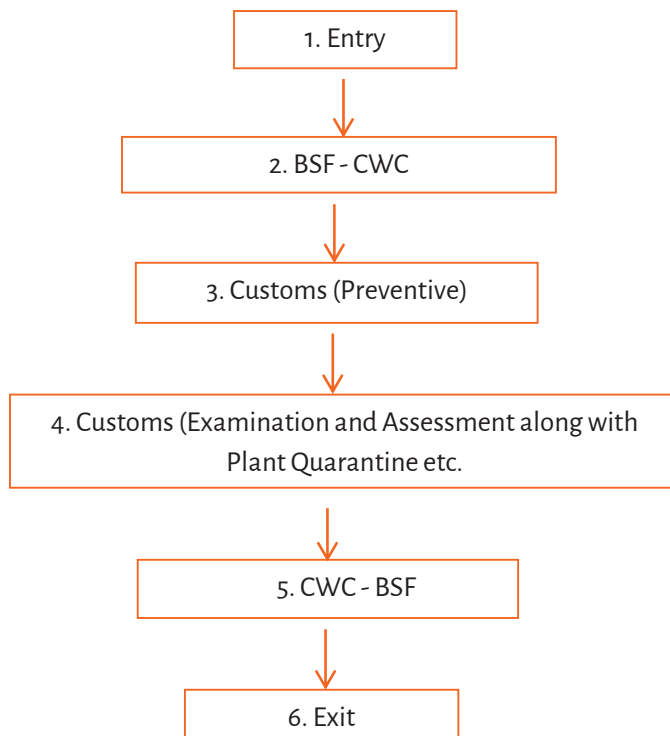 1. Entry
2. BSF - CWC
3. Customs (Preventive)
4. Customs (Examination and Assessment along with
Plant Quarantine etc.
5. CWC - BSF
6. Exit